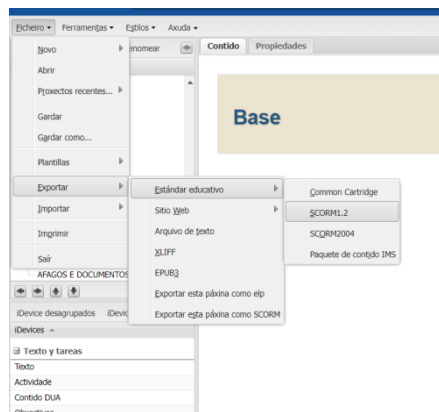 Ficheiro Ferramentas Estilos Axuda
Novo
enomear
Contido Propiedades
Abrir
Proxectos recentes...
Gardar
Gardar como...
Base
Plantillas
Exportar
Estándar educativo
Common Cartridge
Importar
Sitio Web
SCORM1.2
Imprimir
Arquivo de texto
SCORM2004
Saír
XLIFF
Paquete de contido IMS
AFAGOS E DOCUMENTOS
EPUB3
Exportar esta páxina como elp
iDevice desagrupados
Exportar esta páxina como SCORM
iDevices
Texto y tareas
Texto
Actividade
Contido DUA